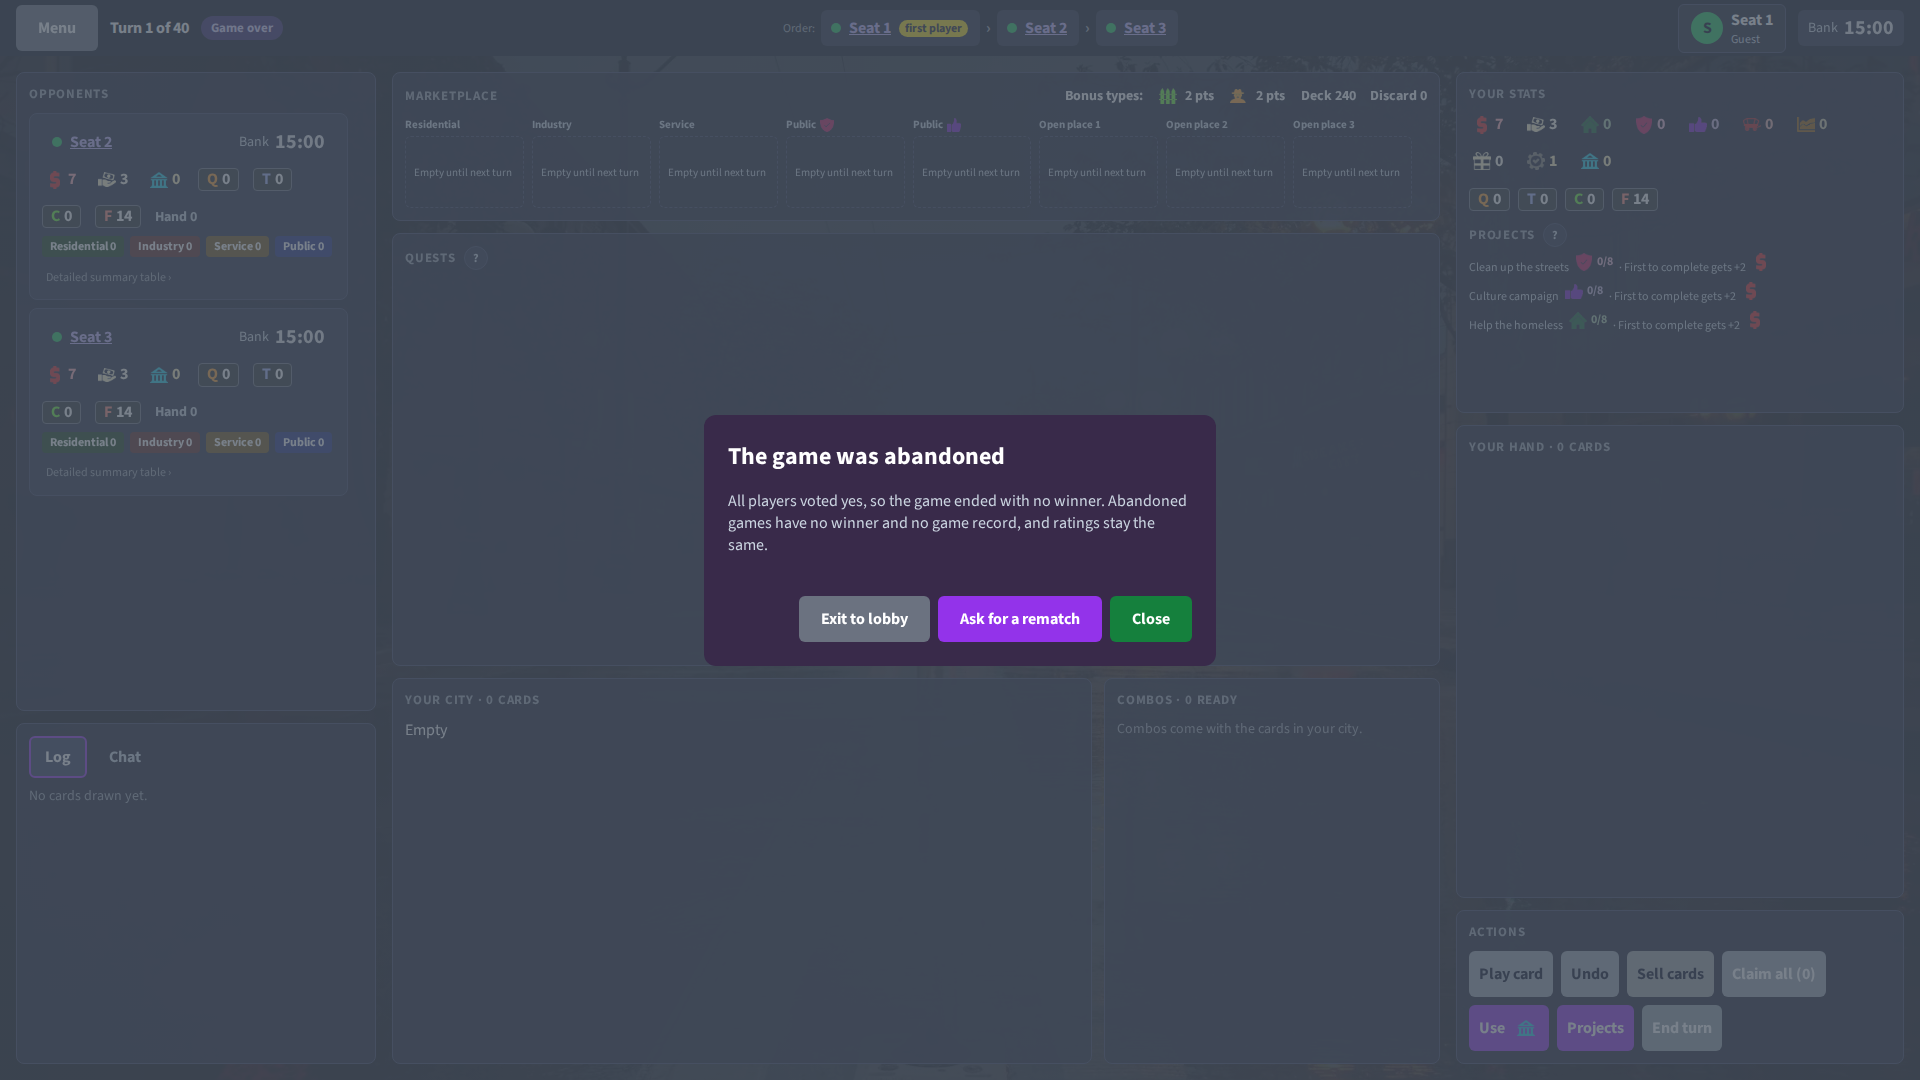 Menu
Turn 1 of 40
Game over
Order:
Seat 1
first player
›
Seat 2
›
Seat 3
S
Seat 1
Guest
Bank 15:00
OPPONENTS
Seat 2
Bank 15:00
7
3
0
Q 0
T 0
C 0
F 14
Hand 0
Residential 0
Industry 0
Service 0
Public 0
Detailed summary table ›
Seat 3
Bank 15:00
7
3
0
Q 0
T 0
C 0
F 14
Hand 0
Residential 0
Industry 0
Service 0
Public 0
Detailed summary table ›
Log
Chat
No cards drawn yet.
MARKETPLACE
Bonus types:
2 pts
2 pts
Deck 240
Discard 0
Residential
Industry
Service
Public
Public
Open place 1
Open place 2
Open place 3
Empty until next turn
Empty until next turn
Empty until next turn
Empty until next turn
Empty until next turn
Empty until next turn
Empty until next turn
Empty until next turn
QUESTS
?
The game was abandoned
All players voted yes, so the game ended with no winner. Abandoned
games have no winner and no game record, and ratings stay the
same.
Exit to lobby
Ask for a rematch
Close
YOUR CITY · 0 CARDS
Empty
COMBOS · 0 READY
Combos come with the cards in your city.
YOUR STATS
7
3
0
0
0
0
0
0
1
0
Q 0
T 0
C 0
F 14
PROJECTS
?
Clean up the streets 0/8 · First to complete gets +2
Culture campaign 0/8 · First to complete gets +2
Help the homeless 0/8 · First to complete gets +2
YOUR HAND · 0 CARDS
ACTIONS
Play card
Undo
Sell cards
Claim all (0)
Use
Projects
End turn